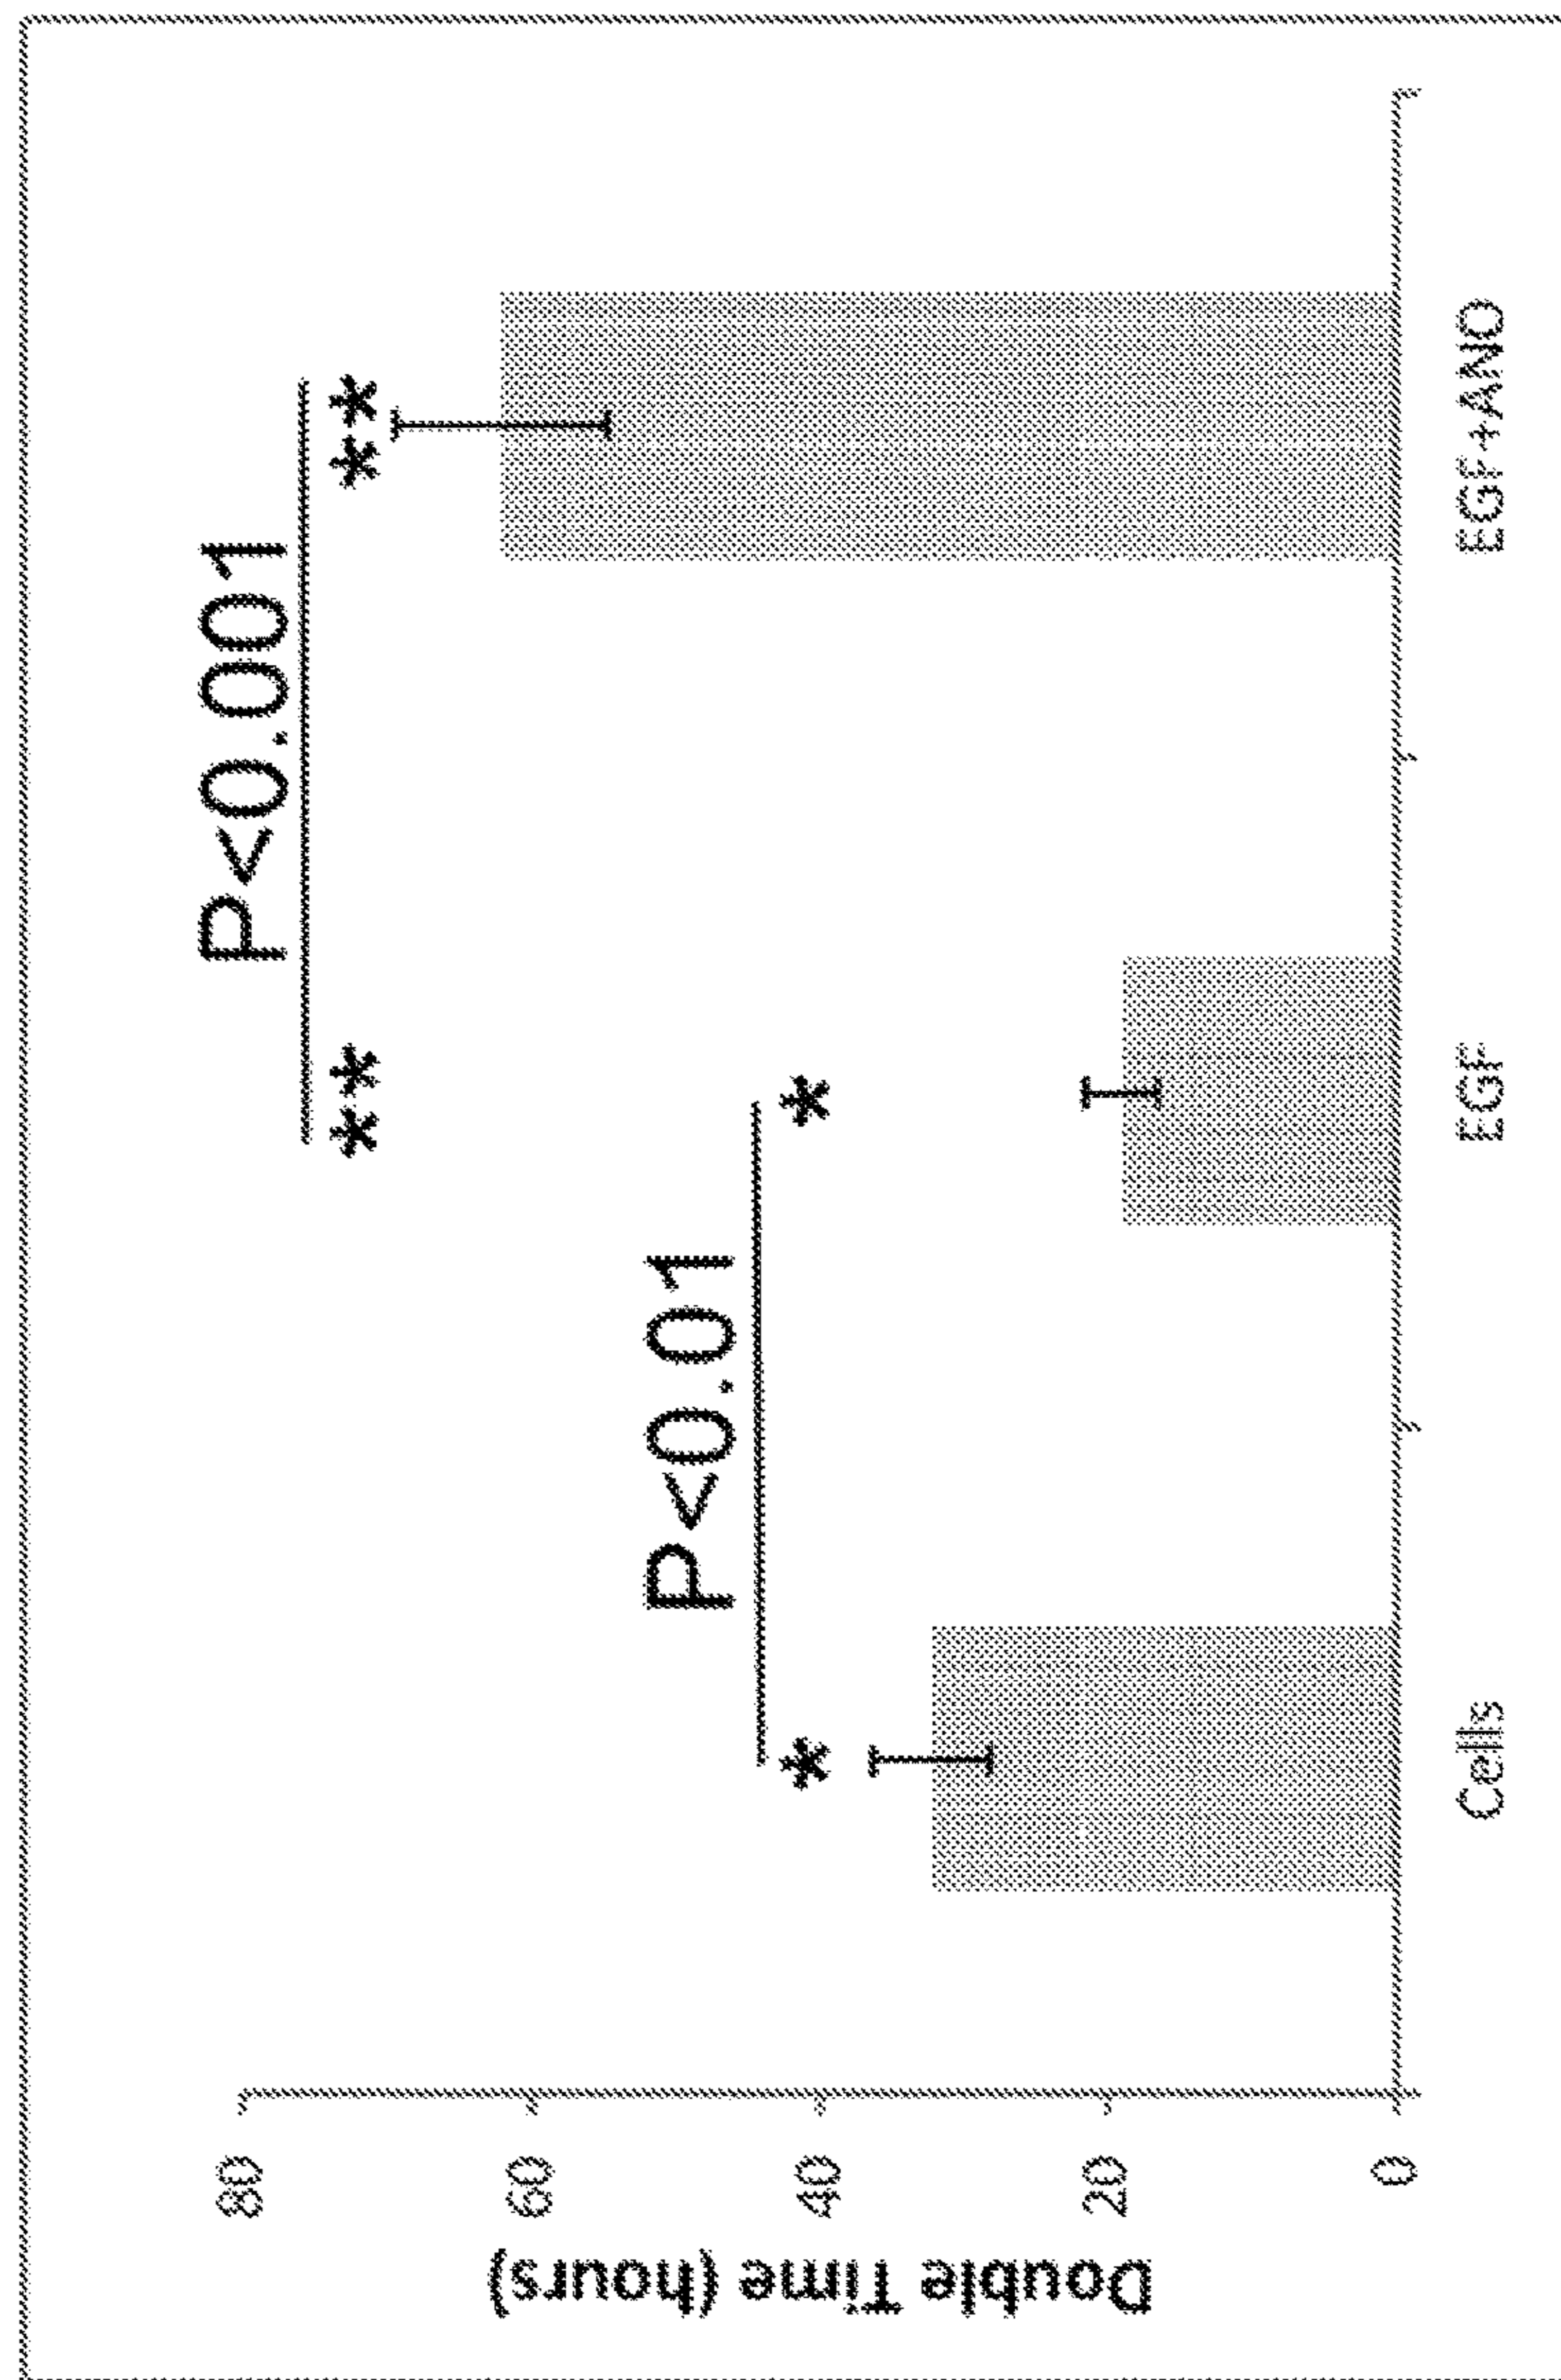 P<0.001
** **
P<0.01
* *
Double Time (hours)
80
60
40
20
0
Cells EGF EGF+ANO